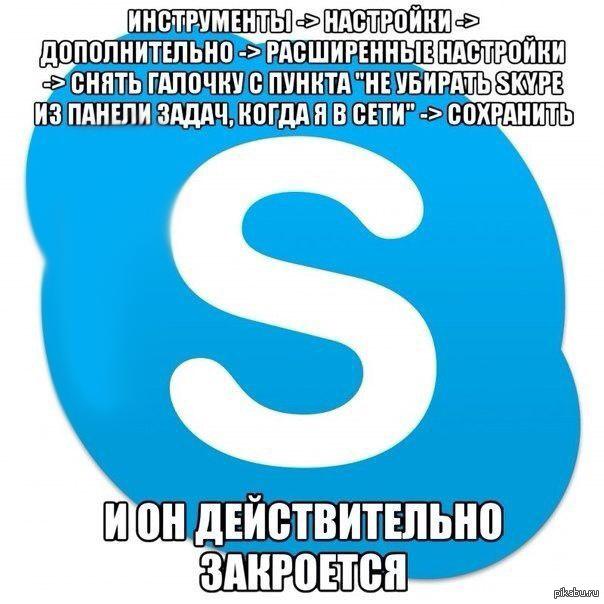 ИНСТРУМЕНТЫ -> НАСТРОЙКИ ->
ДОПОЛНИТЕЛЬНО -> РАСШИРЕННЫЕ НАСТРОЙКИ
-> СНЯТЬ ГАЛОЧКУ С ПУНКТА "НЕ УБИРАТЬ SKYPE
ИЗ ПАНЕЛИ ЗАДАЧ, КОГДА Я В СЕТИ" -> СОХРАНИТЬ
S
И ОН ДЕЙСТВИТЕЛЬНО
ЗАКРОЕТСЯ
pikabu.ru